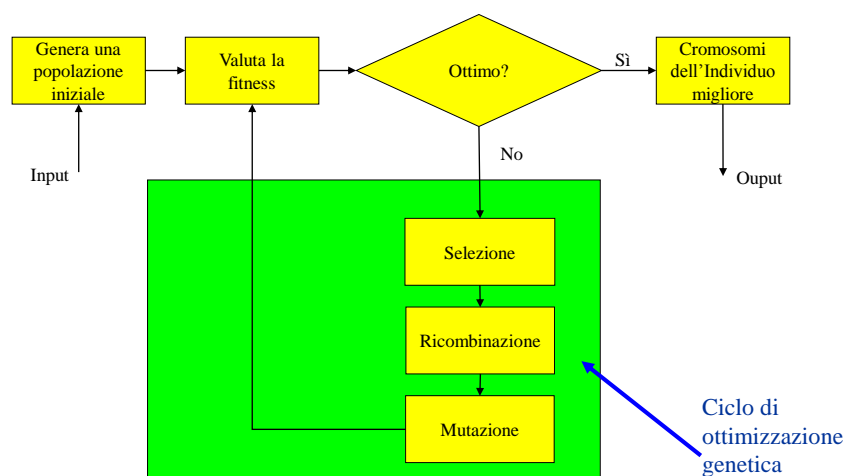 Genera una
popolazione
iniziale
Valuta la
fitness
Ottimo?
Sì
Cromosomi
dell'Individuo
migliore
No
Input
Ouput
Selezione
Ricombinazione
Mutazione
Ciclo di
ottimizzazione
genetica